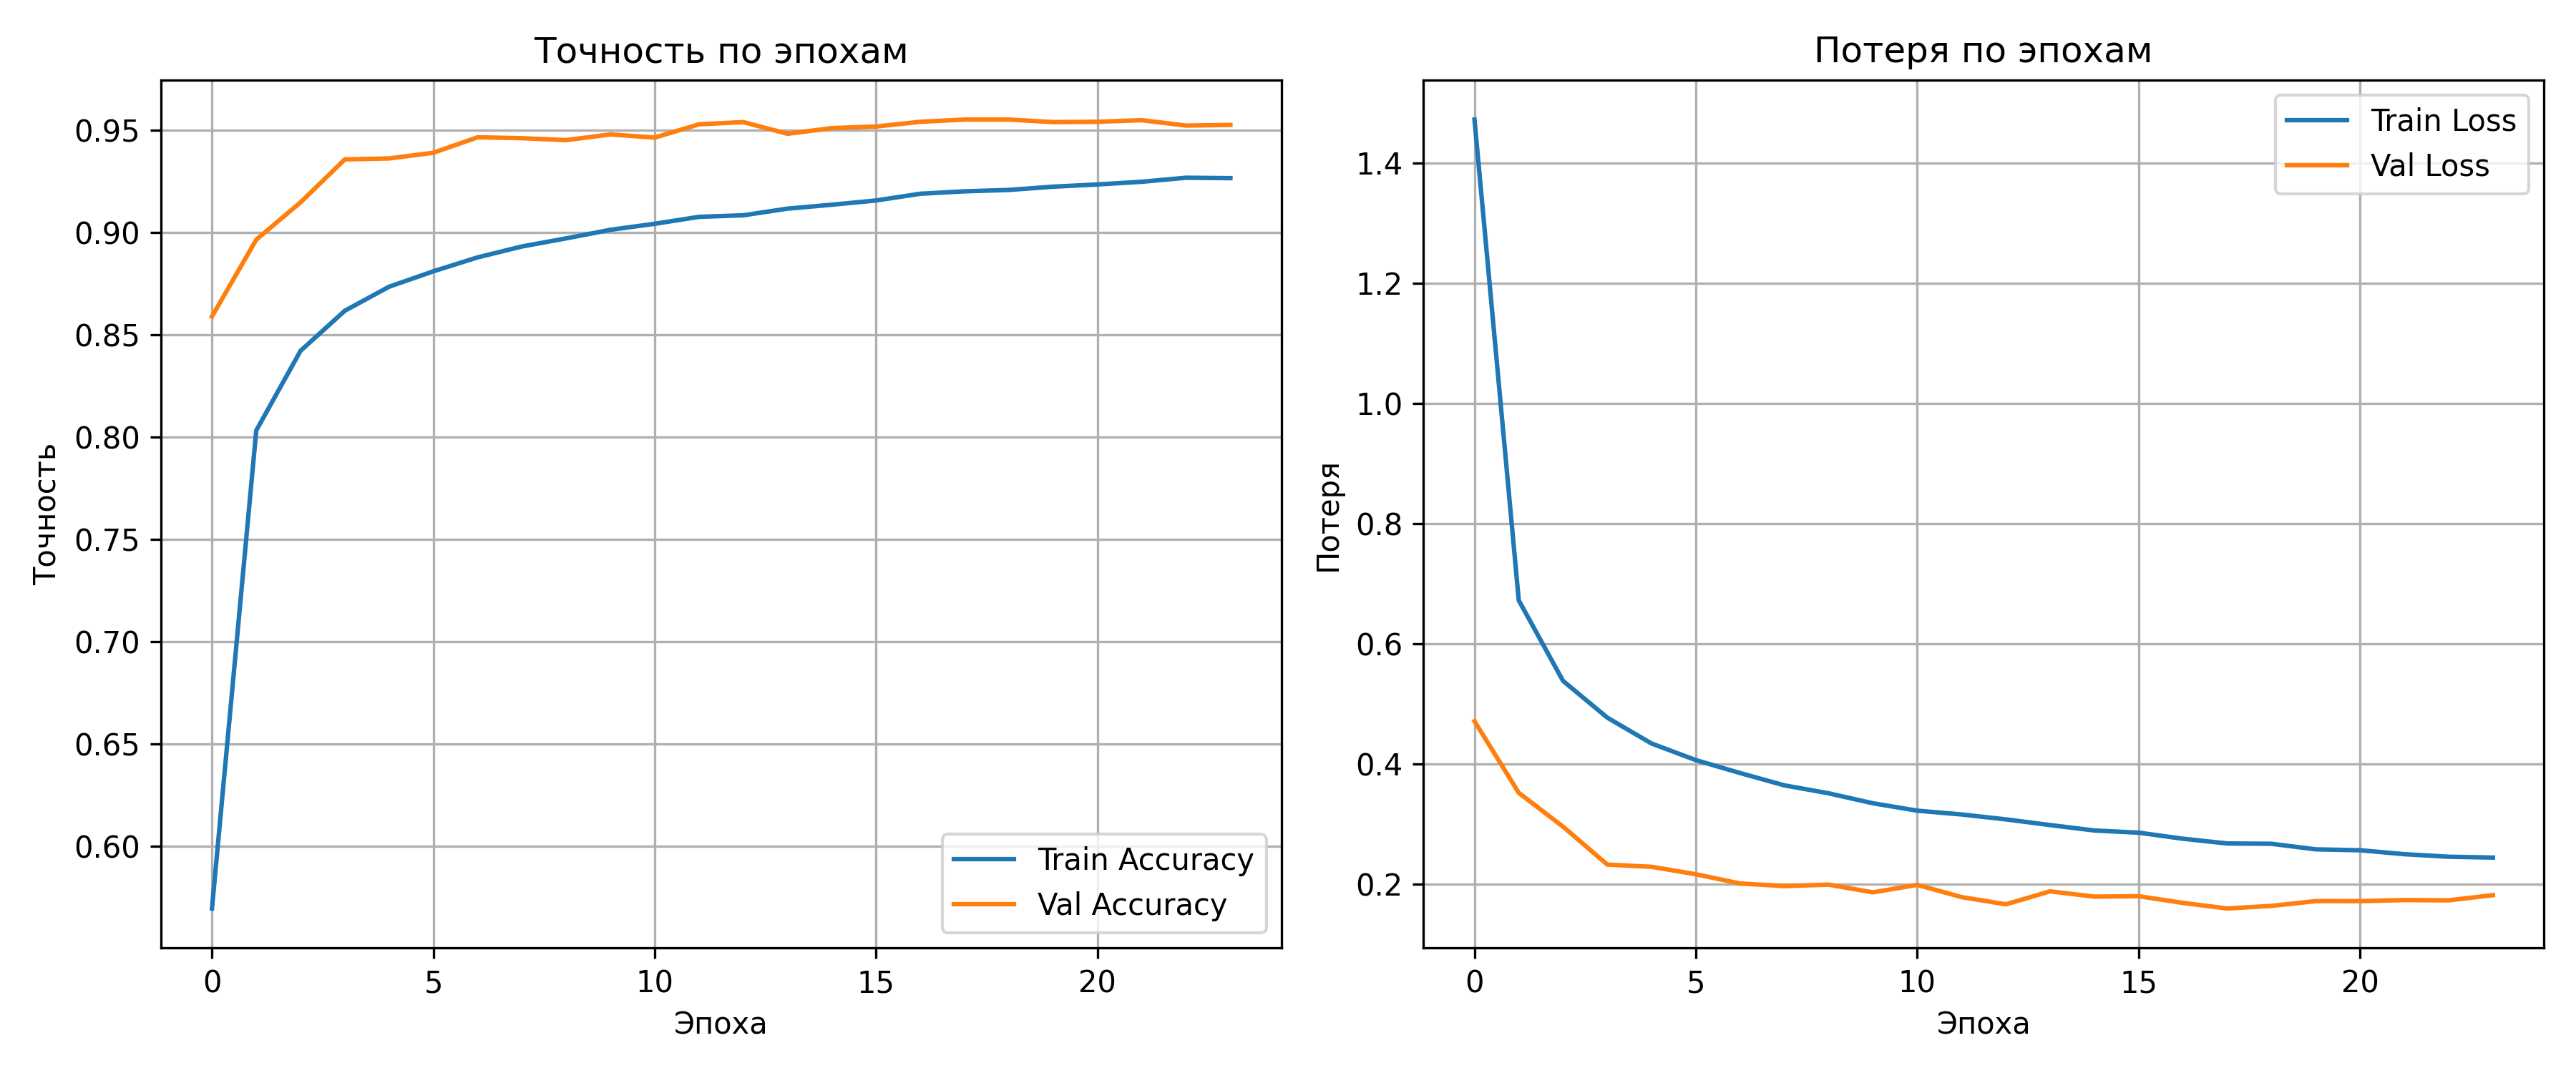 Точность по эпохам
Точность
0.95
0.90
0.85
0.80
0.75
0.70
0.65
0.60
Train Accuracy
Val Accuracy
0 5 10 15 20
Эпоха
Потеря по эпохам
Потеря
1.4
1.2
1.0
0.8
0.6
0.4
0.2
Train Loss
Val Loss
0 5 10 15 20
Эпоха